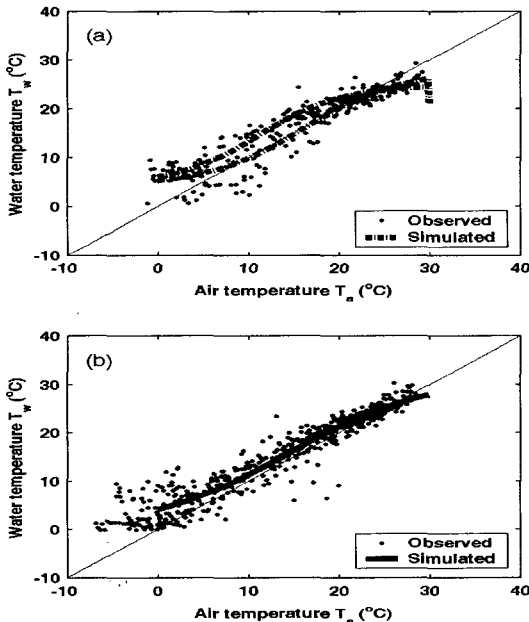 40
(a)
30
20
10
0
-10
-10 0 10 20 30 40
Water temperature T_w (°C)
Air temperature T_a (°C)
Observed
Simulated
40
(b)
30
20
10
0
-10
-10 0 10 20 30 40
Water temperature T_w (°C)
Air temperature T_a (°C)
Observed
Simulated